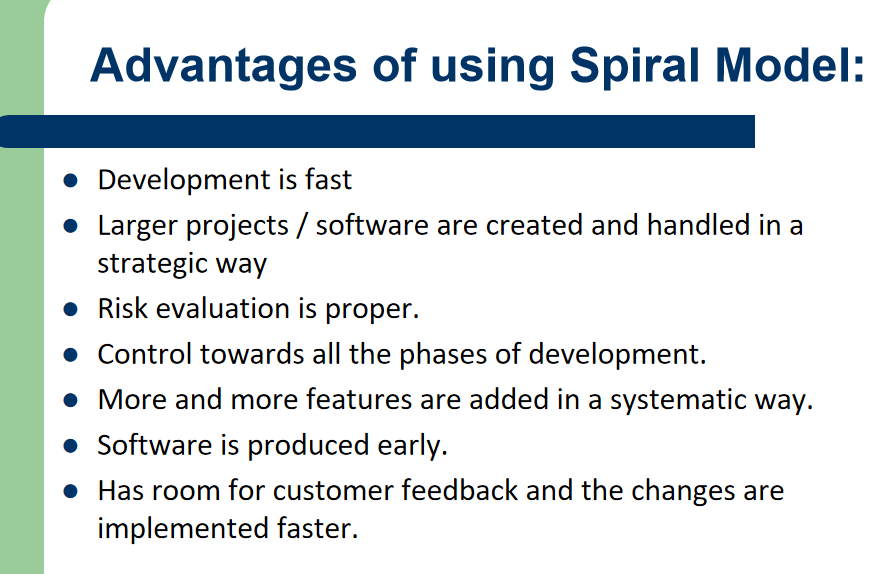 Advantages of using Spiral Model:
● Development is fast
● Larger projects / software are created and handled in a
strategic way
● Risk evaluation is proper.
● Control towards all the phases of development.
● More and more features are added in a systematic way.
● Software is produced early.
● Has room for customer feedback and the changes are
implemented faster.